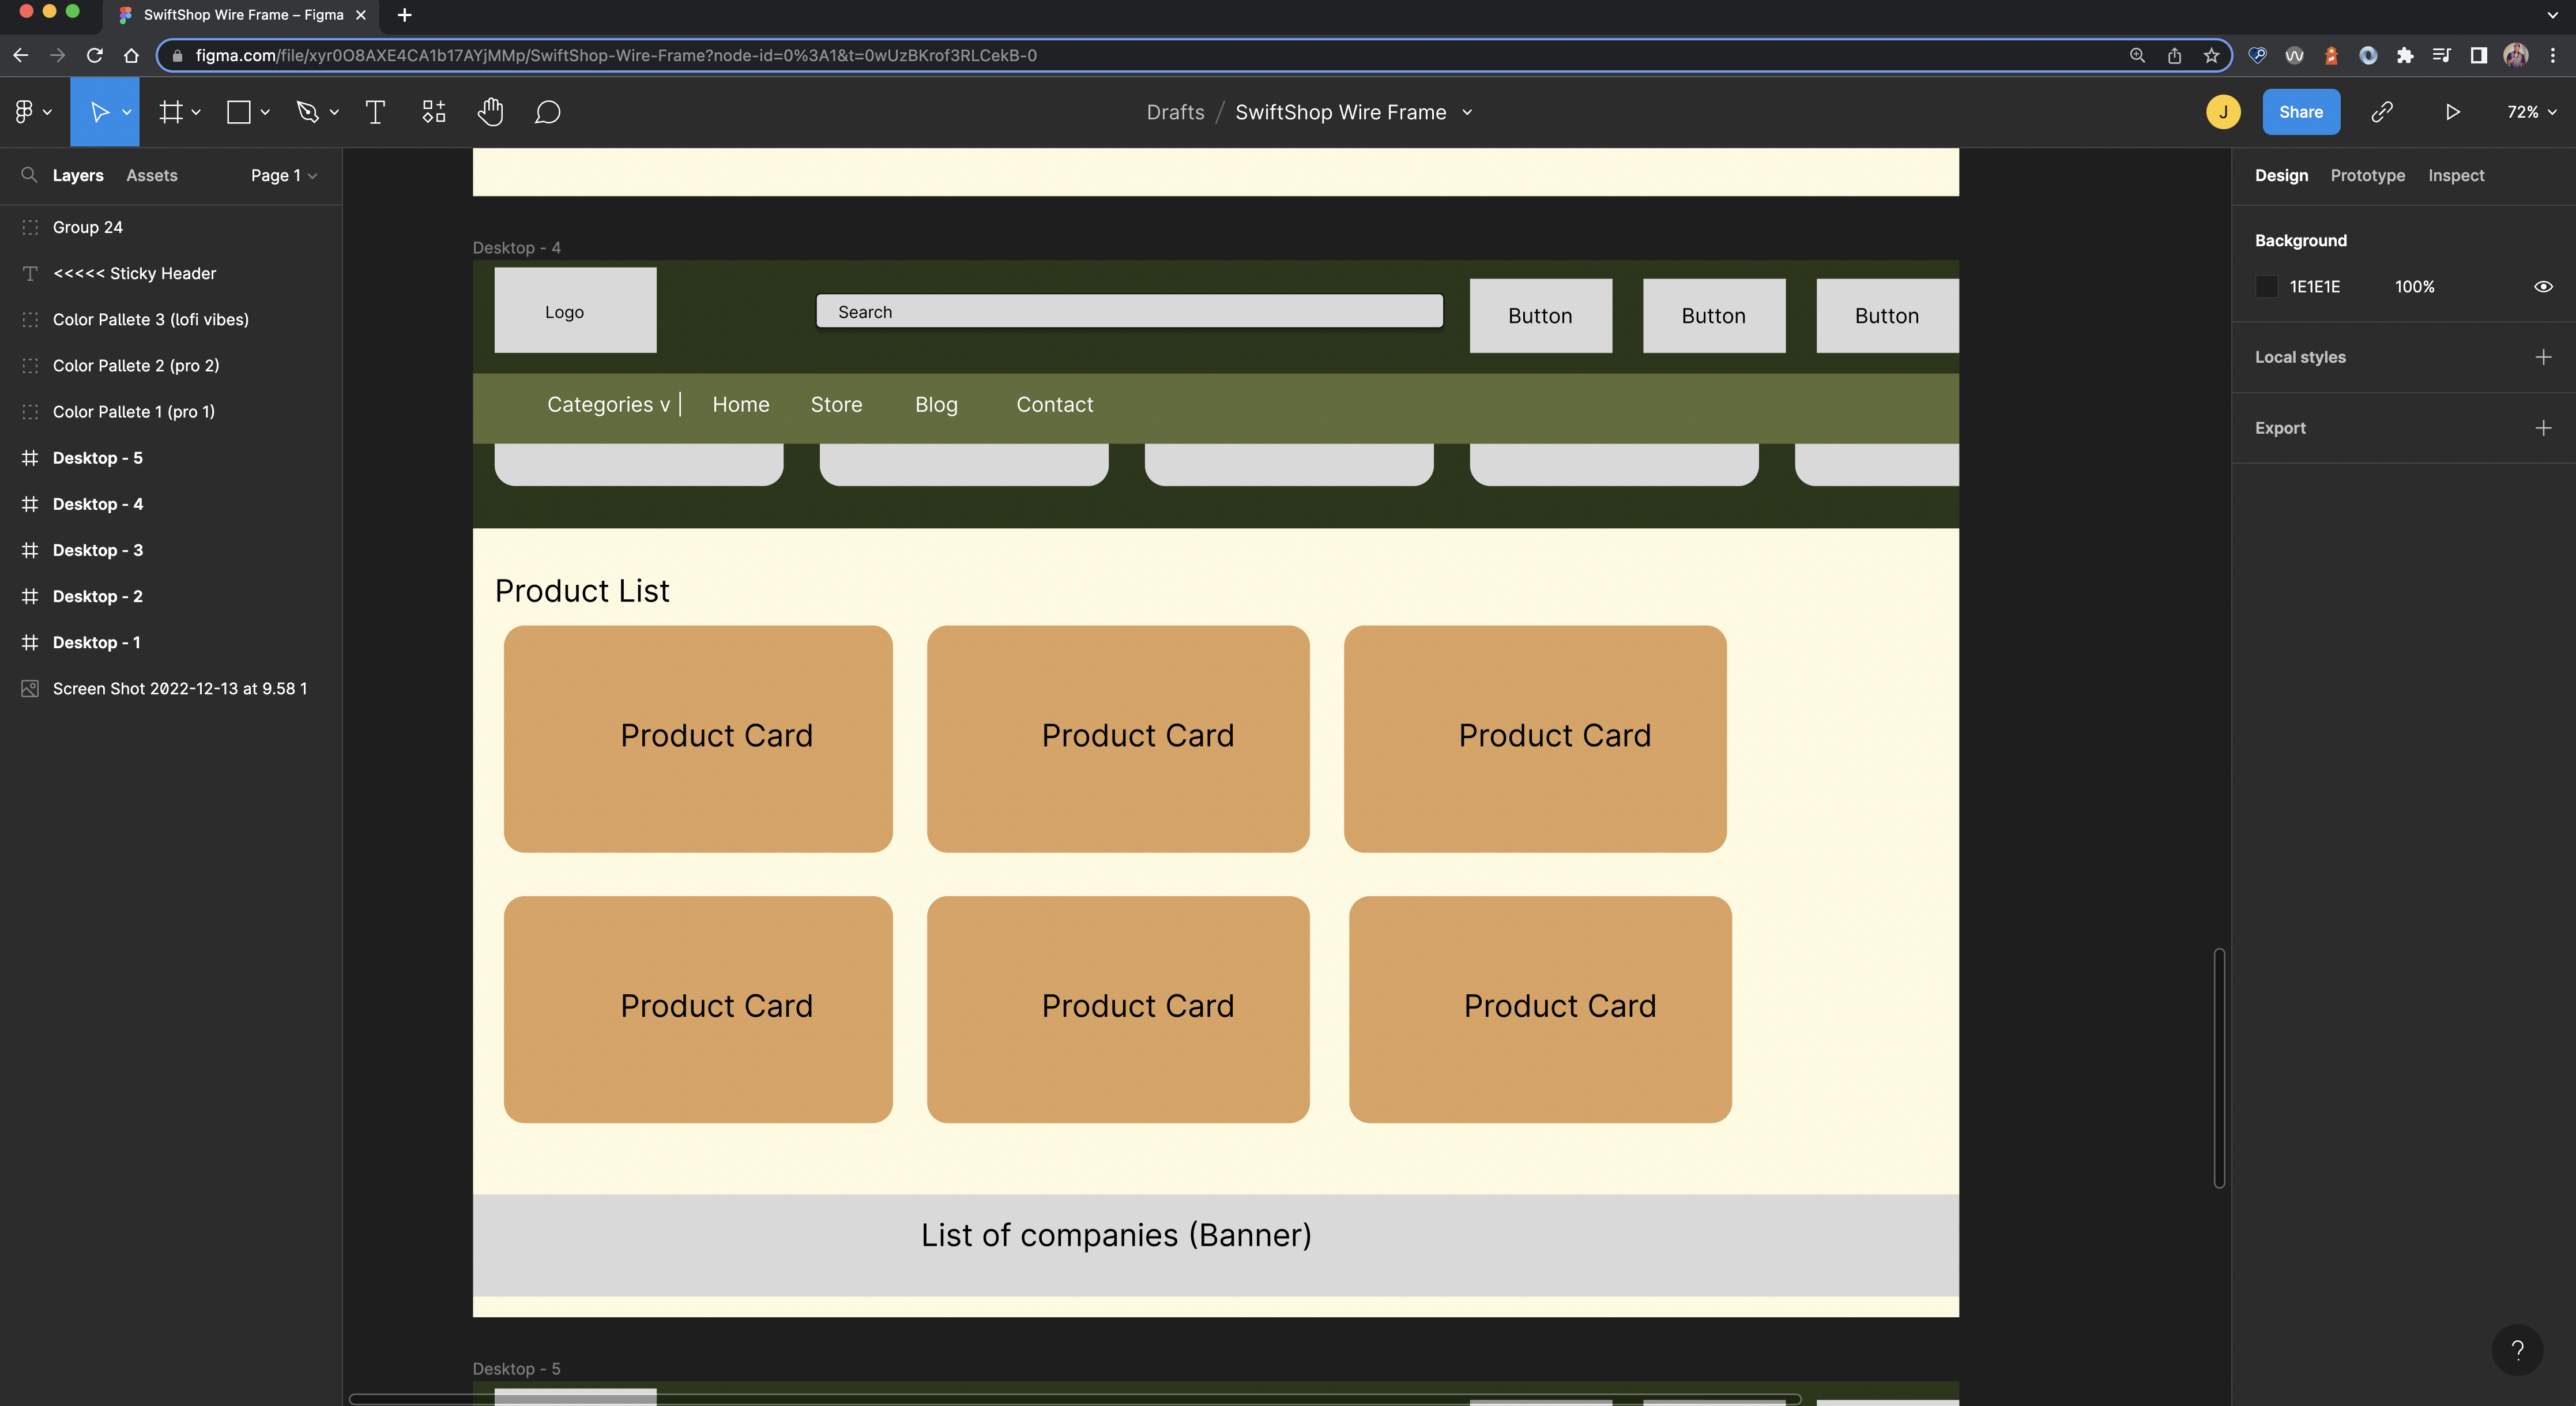 SwiftShop Wire Frame – Figma
figma.com/file/xyr0O8AXE4CA1b17AYjMMp/SwiftShop-Wire-Frame?node-id=0%3A1&t=0wUzBKrof3RLCekB-0
Drafts / SwiftShop Wire Frame
J
Share
72%
Layers
Assets
Page 1
Group 24
<<<<< Sticky Header
Color Pallete 3 (lofi vibes)
Color Pallete 2 (pro 2)
Color Pallete 1 (pro 1)
Desktop - 5
Desktop - 4
Desktop - 3
Desktop - 2
Desktop - 1
Screen Shot 2022-12-13 at 9.58 1
Desktop - 4
Logo
Search
Button
Button
Button
Categories v |
Home
Store
Blog
Contact
Product List
Product Card
Product Card
Product Card
Product Card
Product Card
Product Card
List of companies (Banner)
Desktop - 5
Design
Prototype
Inspect
Background
1E1E1E
100%
Local styles
Export
?